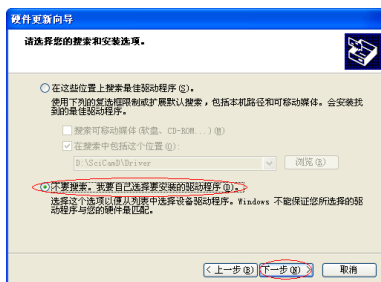 硬件更新向导
请选择您的搜索和安装选项。
在这些位置上搜索最佳驱动程序(S)。
使用下列的复选框限制或扩展默认搜索，包括本机路径和可移动媒体。会安装找
到的最佳驱动程序。
搜索可移动媒体(软盘、CD-ROM...)(M)
在搜索中包括这个位置(O):
D:\SciCamD\Driver
浏览(R)
不要搜索。我要自己选择要安装的驱动程序(D)。
选择这个选项以便从列表中选择设备驱动程序。Windows 不能保证您所选择的驱
动程序与您的硬件最匹配。
<上一步(B) 下一步(N) > 取消